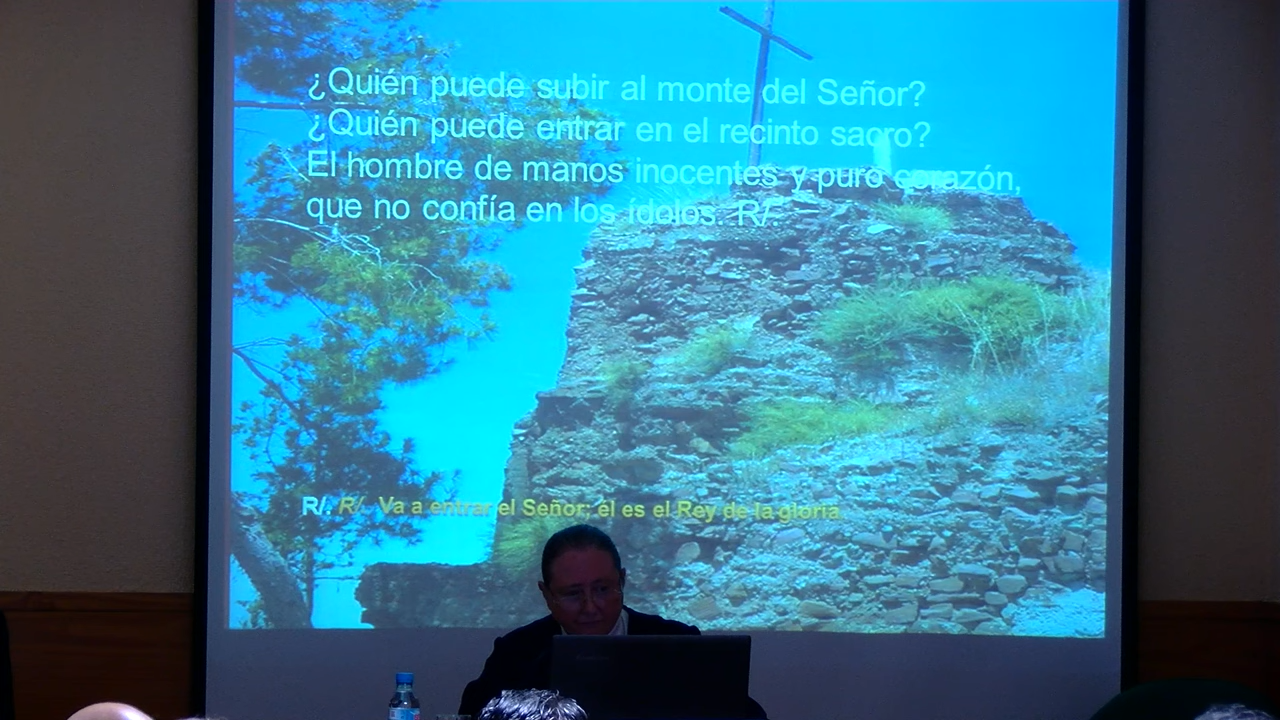 ¿Quién puede subir al monte del Señor?
¿Quién puede entrar en el recinto sacro?
El hombre de manos inocentes y puro corazón,
que no confía en los ídolos. R/
R/. R/. Va a entrar el Señor; él es el Rey de la gloria.